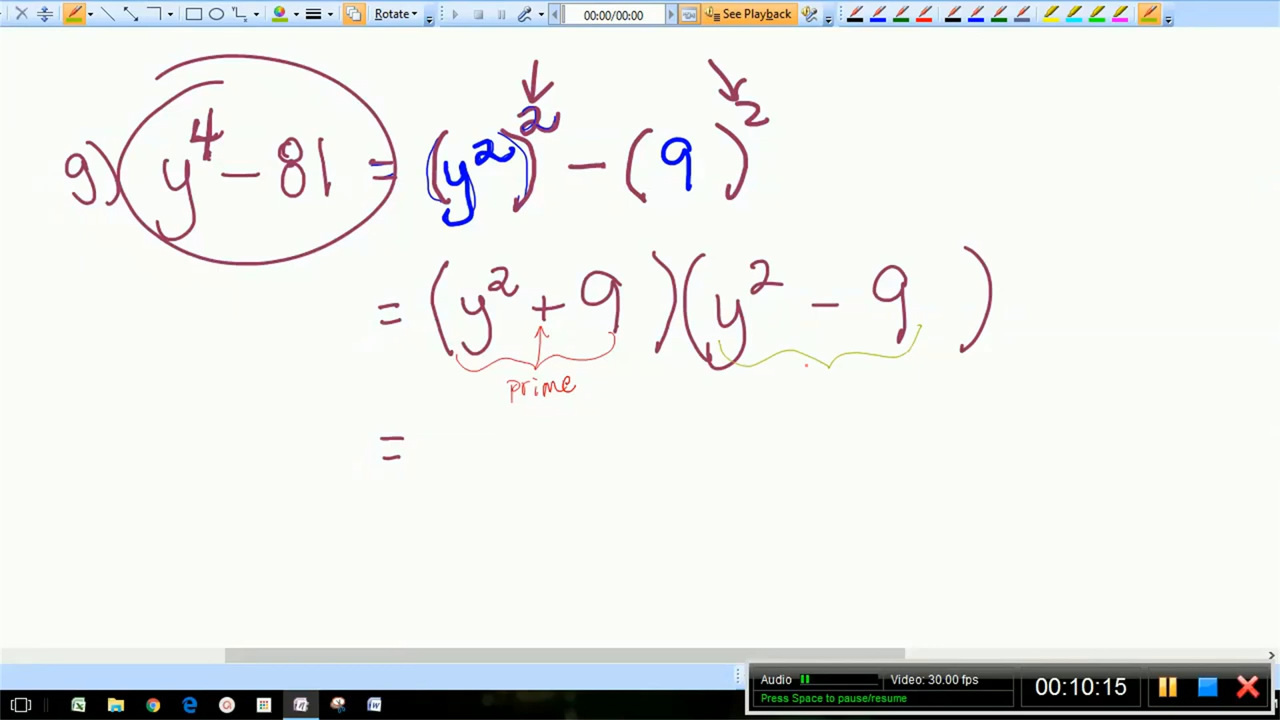 Rotate 00:00/00:00 See Playback
g) y⁴ - 81 = (y²)² - (9)²
= (y² + 9)(y² - 9)
prime
=
Audio Video: 30.00 fps
Press Space to pause/resume
00:10:15